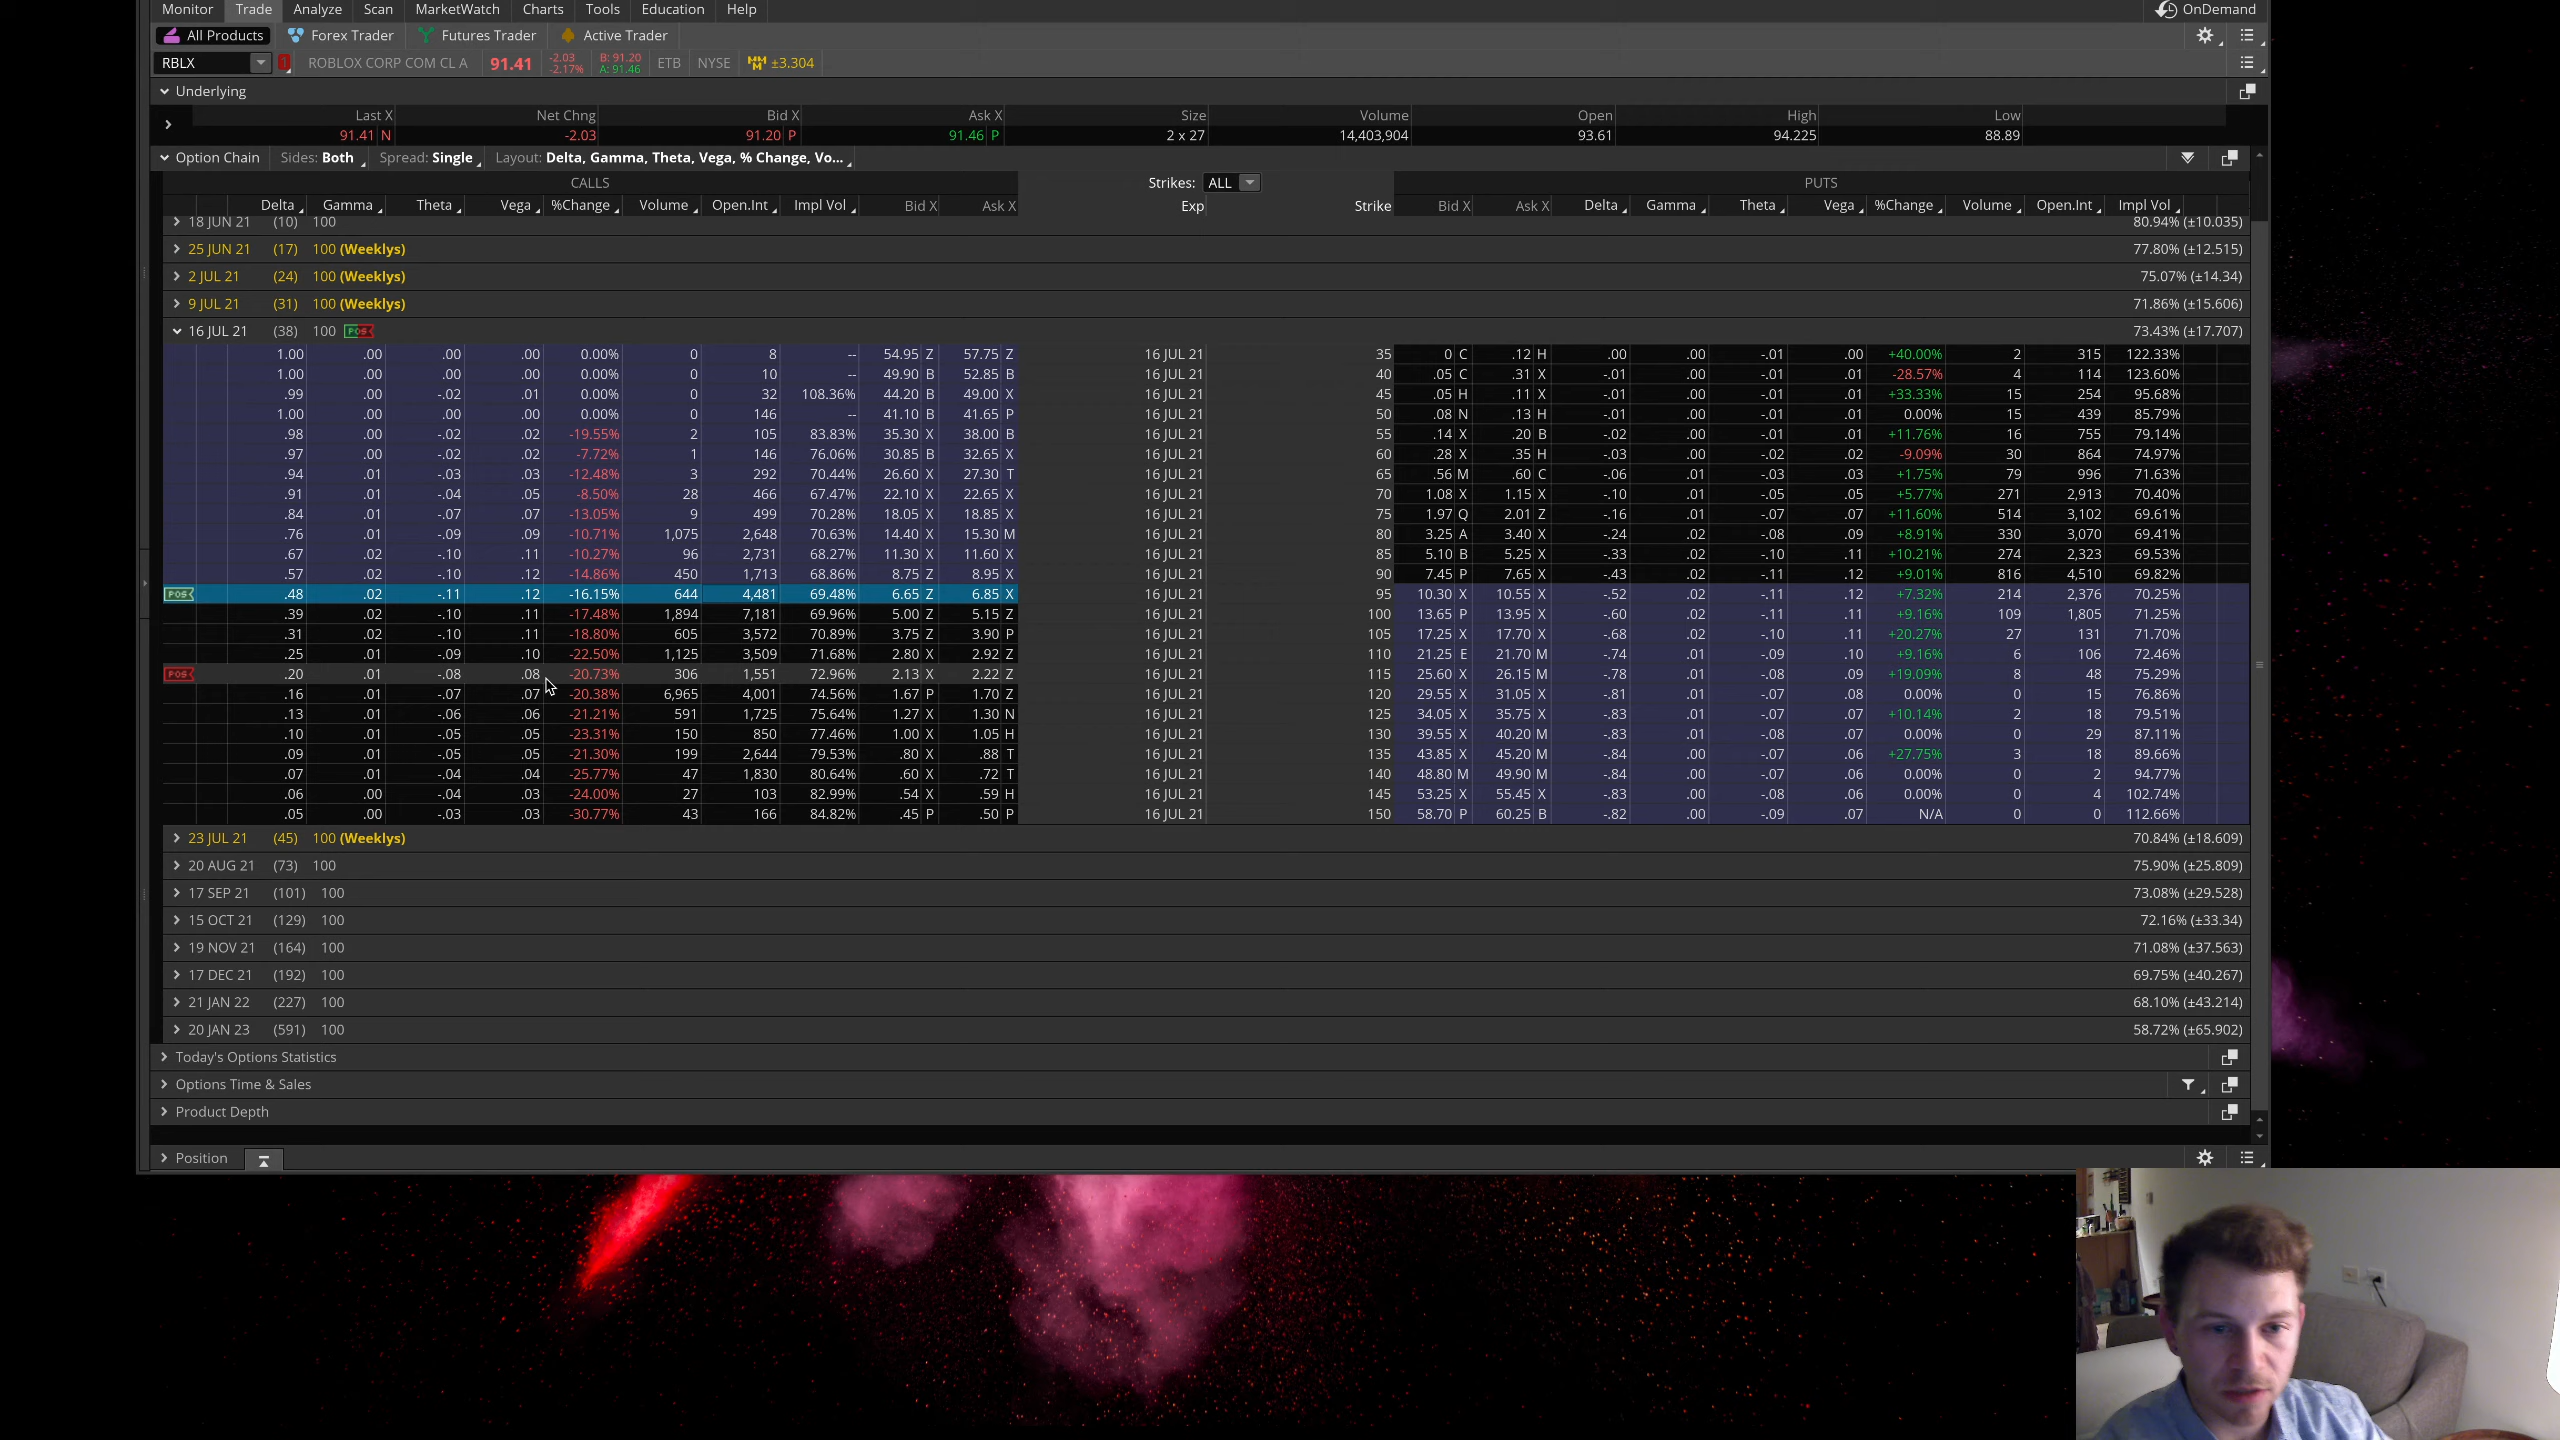 Monitor Trade Analyze Scan MarketWatch Charts Tools Education Help OnDemand
All Products Forex Trader Futures Trader Active Trader
RBLX 1 ROBLOX CORP COM CL A 91.41 -2.03 -2.17% B: 91.20 A: 91.46 ETB NYSE ±3.304
Underlying
Last X Net Chng Bid X Ask X Size Volume Open High Low
91.41 N -2.03 91.20 P 91.46 P 2 x 27 14,403,904 93.61 94.225 88.89
Option Chain Sides: Both Spread: Single Layout: Delta, Gamma, Theta, Vega, % Change, Vo...
CALLS Strikes: ALL PUTS
Delta Gamma Theta Vega %Change Volume Open.Int Impl Vol Bid X Ask X Exp Strike Bid X Ask X Delta Gamma Theta Vega %Change Volume Open.Int Impl Vol
18 JUN 21 (10) 100 80.94% (±10.035)
25 JUN 21 (17) 100 (Weeklys) 77.80% (±12.515)
2 JUL 21 (24) 100 (Weeklys) 75.07% (±14.34)
9 JUL 21 (31) 100 (Weeklys) 71.86% (±15.606)
16 JUL 21 (38) 100 POS 73.43% (±17.707)
1.00 .00 .00 .00 0.00% 0 8 -- 54.95 Z 57.75 Z 16 JUL 21 35 0 C .12 H .00 .00 -.01 .00 +40.00% 2 315 122.33%
1.00 .00 .00 .00 0.00% 0 10 -- 49.90 B 52.85 B 16 JUL 21 40 .05 C .31 X -.01 .00 -.01 .01 -28.57% 4 114 123.60%
.99 .00 -.02 .01 0.00% 0 32 108.36% 44.20 B 49.00 X 16 JUL 21 45 .05 H .11 X -.01 .00 -.01 .01 +33.33% 15 254 95.68%
1.00 .00 .00 .00 0.00% 0 146 -- 41.10 B 41.65 P 16 JUL 21 50 .08 N .13 H -.01 .00 -.01 .01 0.00% 15 439 85.79%
.98 .00 -.02 .02 -19.55% 2 105 83.83% 35.30 X 38.00 B 16 JUL 21 55 .14 X .20 B -.02 .00 -.01 .01 +11.76% 16 755 79.14%
.97 .00 -.02 .02 -7.72% 1 146 76.06% 30.85 B 32.65 X 16 JUL 21 60 .28 X .35 H -.03 .00 -.02 .02 -9.09% 30 864 74.97%
.94 .01 -.03 .03 -12.48% 3 292 70.44% 26.60 X 27.30 T 16 JUL 21 65 .56 M .60 C -.06 .01 -.03 .03 +1.75% 79 996 71.63%
.91 .01 -.04 .05 -8.50% 28 466 67.47% 22.10 X 22.65 X 16 JUL 21 70 1.08 X 1.15 X -.10 .01 -.05 .05 +5.77% 271 2,913 70.40%
.84 .01 -.07 .07 -13.05% 9 499 70.28% 18.05 X 18.85 X 16 JUL 21 75 1.97 Q 2.01 Z -.16 .01 -.07 .07 +11.60% 514 3,102 69.61%
.76 .01 -.09 .09 -10.71% 1,075 2,648 70.63% 14.40 X 15.30 M 16 JUL 21 80 3.25 A 3.40 X -.24 .02 -.08 .09 +8.91% 330 3,070 69.41%
.67 .02 -.10 .11 -10.27% 96 2,731 68.27% 11.30 X 11.60 X 16 JUL 21 85 5.10 B 5.25 X -.33 .02 -.10 .11 +10.21% 274 2,323 69.53%
.57 .02 -.10 .12 -14.86% 450 1,713 68.86% 8.75 Z 8.95 X 16 JUL 21 90 7.45 P 7.65 X -.43 .02 -.11 .12 +9.01% 816 4,510 69.82%
POS .48 .02 -.11 .12 -16.15% 644 4,481 69.48% 6.65 Z 6.85 X 16 JUL 21 95 10.30 X 10.55 X -.52 .02 -.11 .12 +7.32% 214 2,376 70.25%
.39 .02 -.10 .11 -17.48% 1,894 7,181 69.96% 5.00 Z 5.15 Z 16 JUL 21 100 13.65 P 13.95 X -.60 .02 -.11 .11 +9.16% 109 1,805 71.25%
.31 .02 -.10 .11 -18.80% 605 3,572 70.89% 3.75 Z 3.90 P 16 JUL 21 105 17.25 X 17.70 X -.68 .02 -.10 .11 +20.27% 27 131 71.70%
.25 .01 -.09 .10 -22.50% 1,125 3,509 71.68% 2.80 X 2.92 Z 16 JUL 21 110 21.25 E 21.70 M -.74 .01 -.09 .10 +9.16% 6 106 72.46%
POS .20 .01 -.08 .08 -20.73% 306 1,551 72.96% 2.13 X 2.22 Z 16 JUL 21 115 25.60 X 26.15 M -.78 .01 -.08 .09 +19.09% 8 48 75.29%
.16 .01 -.07 .07 -20.38% 6,965 4,001 74.56% 1.67 P 1.70 Z 16 JUL 21 120 29.55 X 31.05 X -.81 .01 -.07 .08 0.00% 0 15 76.86%
.13 .01 -.06 .06 -21.21% 591 1,725 75.64% 1.27 X 1.30 N 16 JUL 21 125 34.05 X 35.75 X -.83 .01 -.07 .07 +10.14% 2 18 79.51%
.10 .01 -.05 .05 -23.31% 150 850 77.46% 1.00 X 1.05 H 16 JUL 21 130 39.55 X 40.20 M -.83 .01 -.08 .07 0.00% 0 29 87.11%
.09 .01 -.05 .05 -21.30% 199 2,644 79.53% .80 X .88 T 16 JUL 21 135 43.85 X 45.20 M -.84 .00 -.07 .06 +27.75% 3 18 89.66%
.07 .01 -.04 .04 -25.77% 47 1,830 80.64% .60 X .72 T 16 JUL 21 140 48.80 M 49.90 M -.84 .00 -.07 .06 0.00% 0 2 94.77%
.06 .00 -.04 .03 -24.00% 27 103 82.99% .54 X .59 H 16 JUL 21 145 53.25 X 55.45 X -.83 .00 -.08 .06 0.00% 0 4 102.74%
.05 .00 -.03 .03 -30.77% 43 166 84.82% .45 P .50 P 16 JUL 21 150 58.70 P 60.25 B -.82 .00 -.09 .07 N/A 0 0 112.66%
23 JUL 21 (45) 100 (Weeklys) 70.84% (±18.609)
20 AUG 21 (73) 100 75.90% (±25.809)
17 SEP 21 (101) 100 73.08% (±29.528)
15 OCT 21 (129) 100 72.16% (±33.34)
19 NOV 21 (164) 100 71.08% (±37.563)
17 DEC 21 (192) 100 69.75% (±40.267)
21 JAN 22 (227) 100 68.10% (±43.214)
20 JAN 23 (591) 100 58.72% (±65.902)
Today's Options Statistics
Options Time & Sales
Product Depth
Position